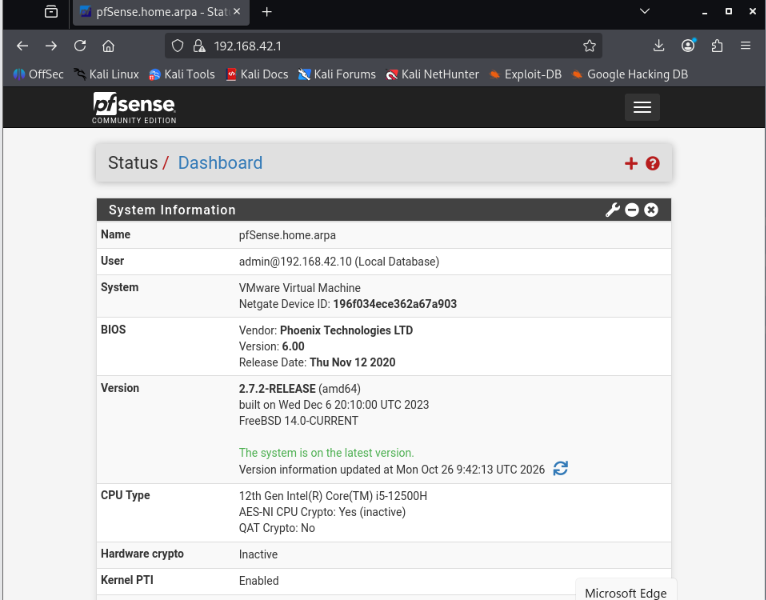 pfSense.home.arpa - Stat
192.168.42.1
OffSec Kali Linux Kali Tools Kali Docs Kali Forums Kali NetHunter Exploit-DB Google Hacking DB
pfsense
COMMUNITY EDITION
Status / Dashboard
System Information
Name pfSense.home.arpa
User admin@192.168.42.10 (Local Database)
System VMware Virtual Machine
Netgate Device ID: 196f034ece362a67a903
BIOS Vendor: Phoenix Technologies LTD
Version: 6.00
Release Date: Thu Nov 12 2020
Version 2.7.2-RELEASE (amd64)
built on Wed Dec 6 20:10:00 UTC 2023
FreeBSD 14.0-CURRENT
The system is on the latest version.
Version information updated at Mon Oct 26 9:42:13 UTC 2026
CPU Type 12th Gen Intel(R) Core(TM) i5-12500H
AES-NI CPU Crypto: Yes (inactive)
QAT Crypto: No
Hardware crypto Inactive
Kernel PTI Enabled
Microsoft Edge